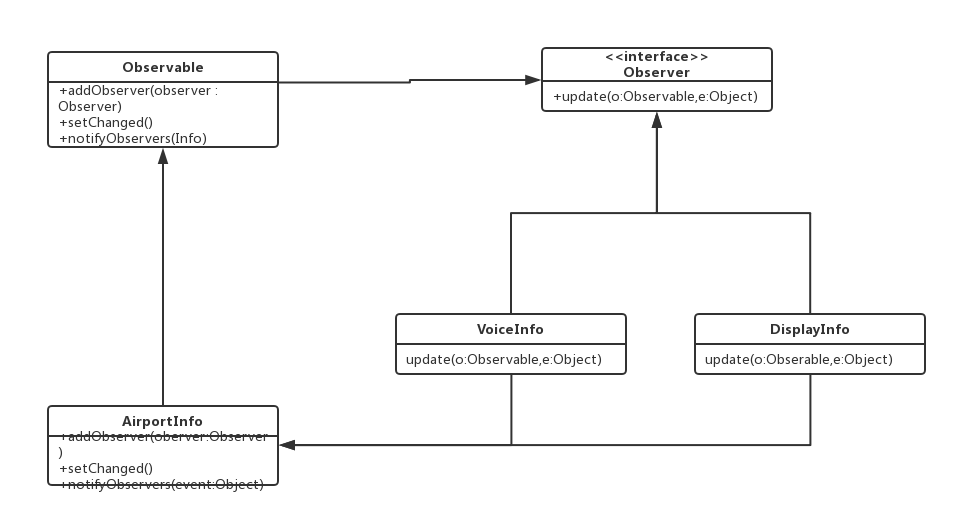 Observable
+addObserver(observer :
Observer)
+setChanged()
+notifyObservers(Info)
<<interface>>
Observer
+update(o:Observable,e:Object)
VoiceInfo
update(o:Observable,e:Object)
DisplayInfo
update(o:Obserable,e:Object)
AirportInfo
+addObserver(oberver:Observer
)
+setChanged()
+notifyObservers(event:Object)